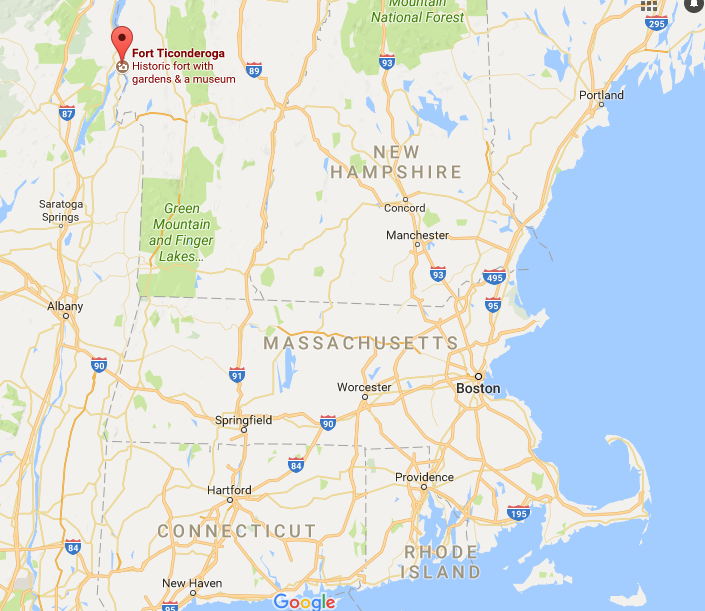 Mountain
National Forest
295
Fort Ticonderoga
Historic fort with
gardens & a museum
89
93
87
Portland
NEW
HAMPSHIRE
Saratoga
Springs
Green
Mountain
and Finger
Lakes...
Concord
Manchester
93
495
95
Albany
MASSACHUSETTS
90
91
Boston
Worcester
Springfield
90
84
Providence
Hartford
195
CONNECTICUT
84
RHODE
ISLAND
New Haven
95
Google